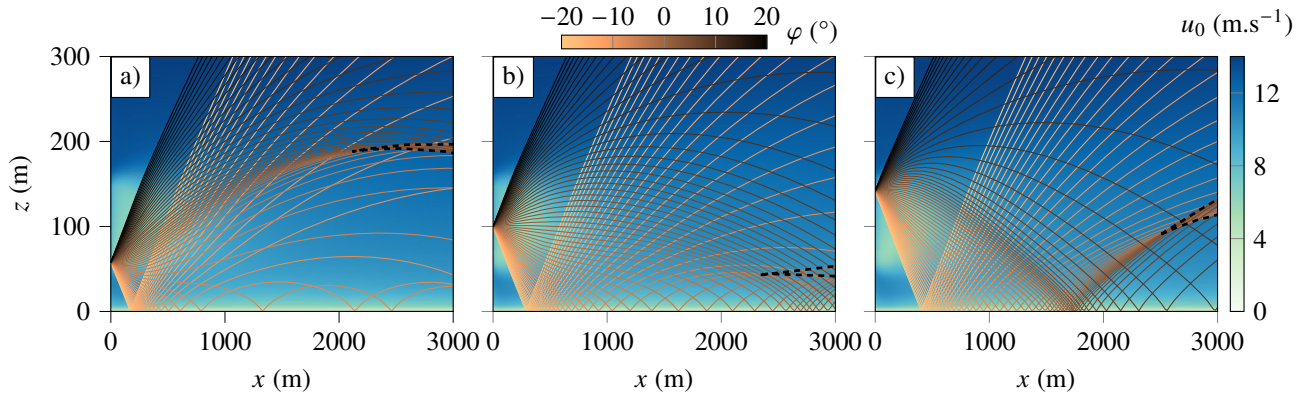 −20 −10 0 10 20 φ (°)
u₀ (m.s⁻¹)
300 a) b) c) 12
200 8
z (m)
100 4
0 0
0 1000 2000 3000 0 1000 2000 3000 0 1000 2000 3000
x (m) x (m) x (m)